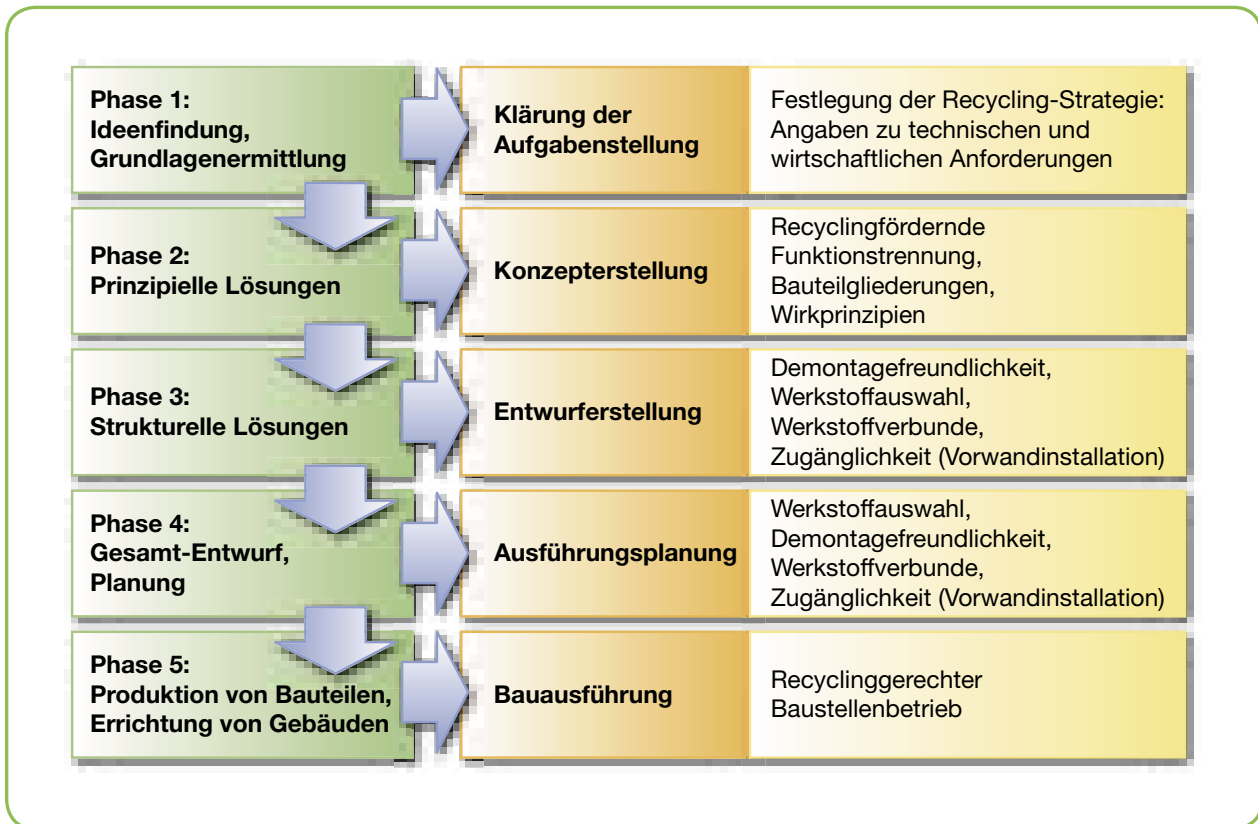 Phase 1:
Ideenfindung,
Grundlagenermittlung
Klärung der
Aufgabenstellung
Festlegung der Recycling-Strategie:
Angaben zu technischen und
wirtschaftlichen Anforderungen
Phase 2:
Prinzipielle Lösungen
Konzepterstellung
Recyclingfördernde
Funktionstrennung,
Bauteilgliederungen,
Wirkprinzipien
Phase 3:
Strukturelle Lösungen
Entwurferstellung
Demontagefreundlichkeit,
Werkstoffauswahl,
Werkstoffverbunde,
Zugänglichkeit (Vorwandinstallation)
Phase 4:
Gesamt-Entwurf,
Planung
Ausführungsplanung
Werkstoffauswahl,
Demontagefreundlichkeit,
Werkstoffverbunde,
Zugänglichkeit (Vorwandinstallation)
Phase 5:
Produktion von Bauteilen,
Errichtung von Gebäuden
Bauausführung
Recyclinggerechter
Baustellenbetrieb